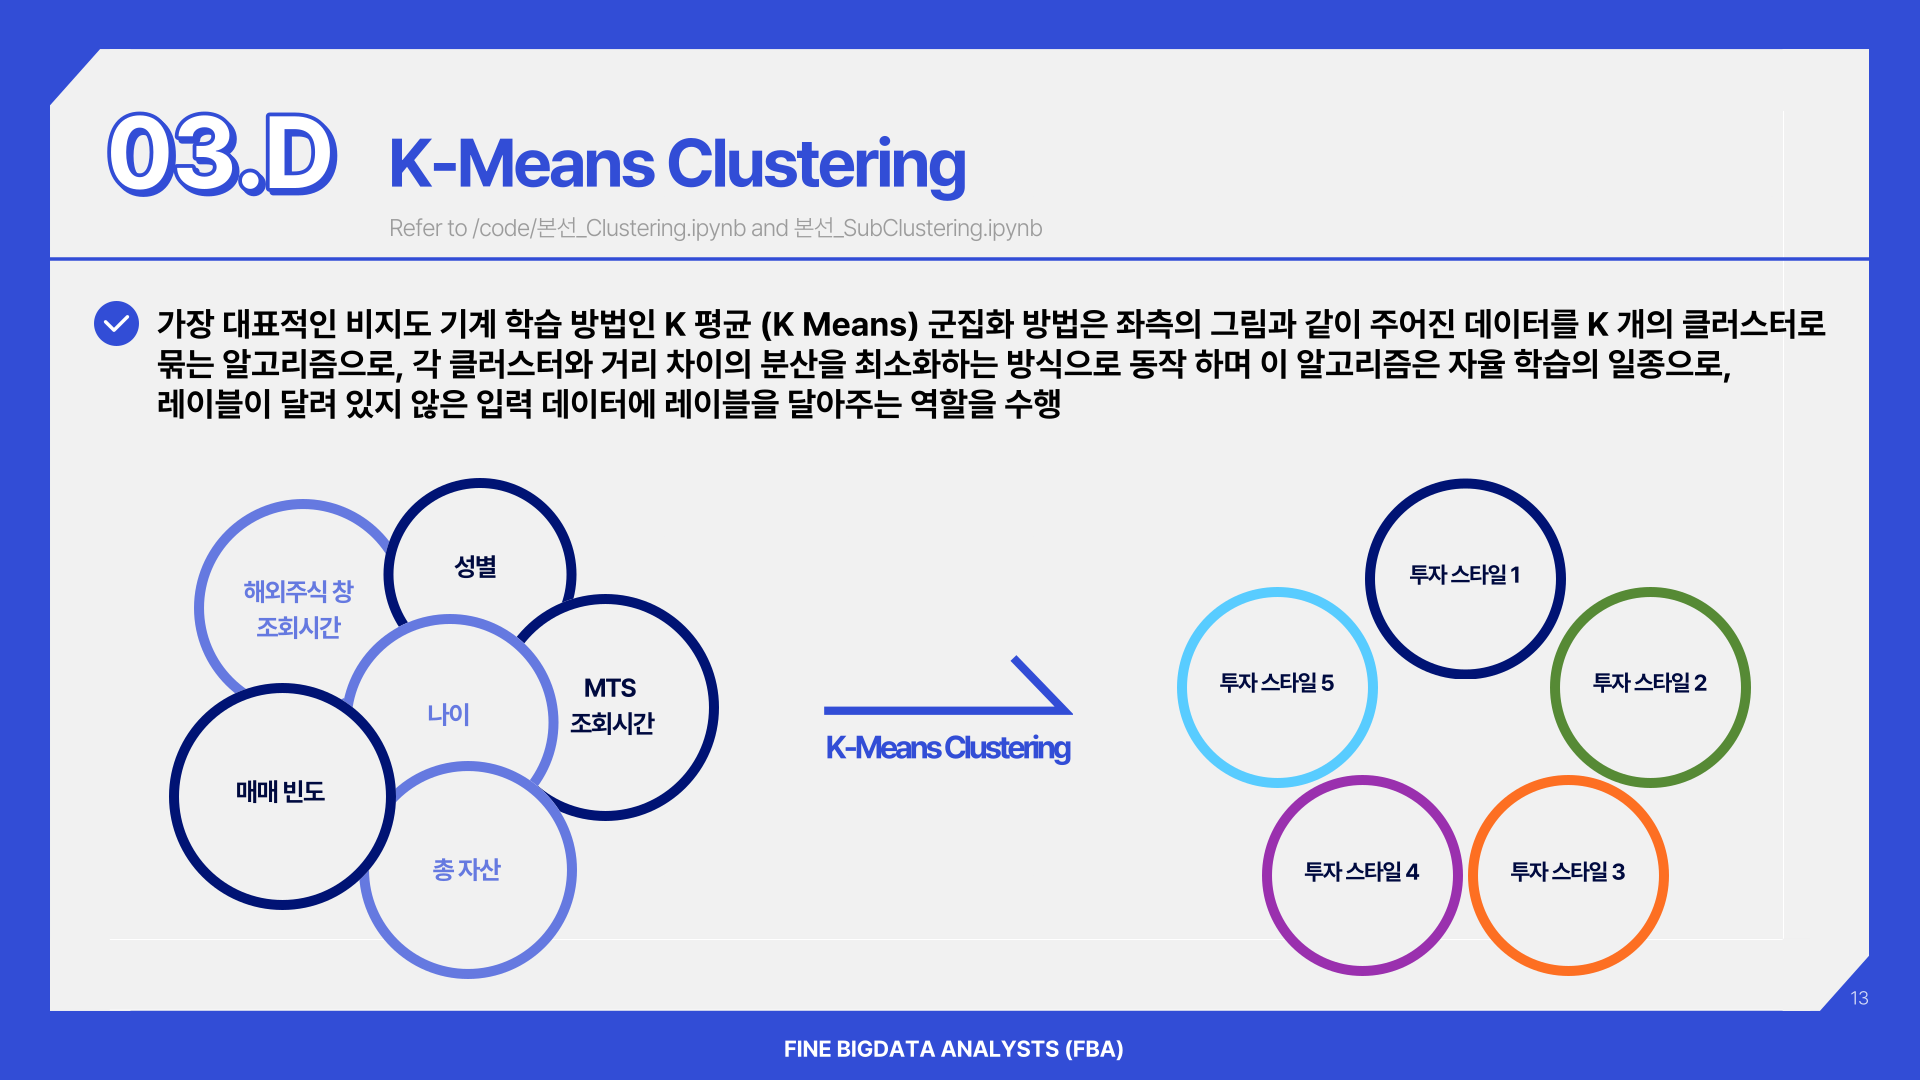 03.D
K-Means Clustering
Refer to /code/본선_Clustering.ipynb and 본선_SubClustering.ipynb
가장 대표적인 비지도 기계 학습 방법인 K 평균 (K Means) 군집화 방법은 좌측의 그림과 같이 주어진 데이터를 K 개의 클러스터로
묶는 알고리즘으로, 각 클러스터와 거리 차이의 분산을 최소화하는 방식으로 동작 하며 이 알고리즘은 자율 학습의 일종으로,
레이블이 달려 있지 않은 입력 데이터에 레이블을 달아주는 역할을 수행
해외주식 창
조회시간
성별
나이
MTS
조회시간
매매 빈도
총 자산
K-Means Clustering
투자 스타일 1
투자 스타일 5
투자 스타일 2
투자 스타일 4
투자 스타일 3
13
FINE BIGDATA ANALYSTS (FBA)